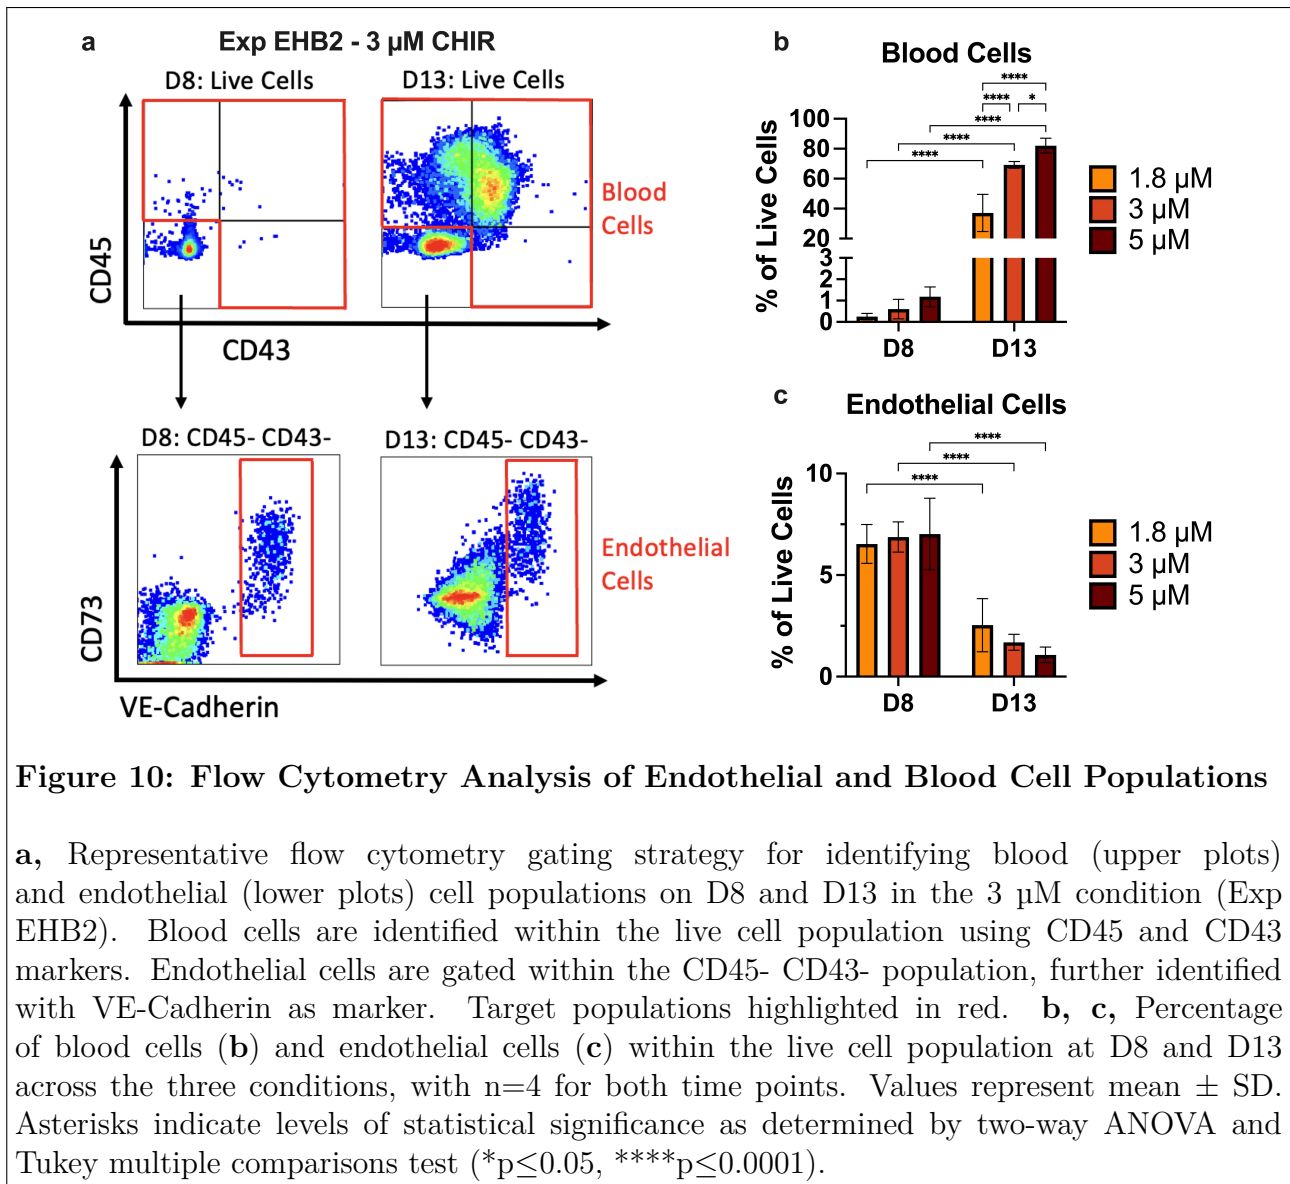 a
Exp EHB2 - 3 µM CHIR
D8: Live Cells
D13: Live Cells
Blood
Cells
CD45
CD43
D8: CD45- CD43-
D13: CD45- CD43-
Endothelial
Cells
CD73
VE-Cadherin
b
Blood Cells
****
**** *
****
****
****
% of Live Cells
100
80
60
40
20
3
2
1
0
D8 D13
1.8 µM
3 µM
5 µM
c
Endothelial Cells
****
****
****
% of Live Cells
10
5
0
D8 D13
1.8 µM
3 µM
5 µM
Figure 10: Flow Cytometry Analysis of Endothelial and Blood Cell Populations
a, Representative flow cytometry gating strategy for identifying blood (upper plots)
and endothelial (lower plots) cell populations on D8 and D13 in the 3 µM condition (Exp
EHB2). Blood cells are identified within the live cell population using CD45 and CD43
markers. Endothelial cells are gated within the CD45- CD43- population, further identified
with VE-Cadherin as marker. Target populations highlighted in red. b, c, Percentage
of blood cells (b) and endothelial cells (c) within the live cell population at D8 and D13
across the three conditions, with n=4 for both time points. Values represent mean ± SD.
Asterisks indicate levels of statistical significance as determined by two-way ANOVA and
Tukey multiple comparisons test (*p≤0.05, ****p≤0.0001).